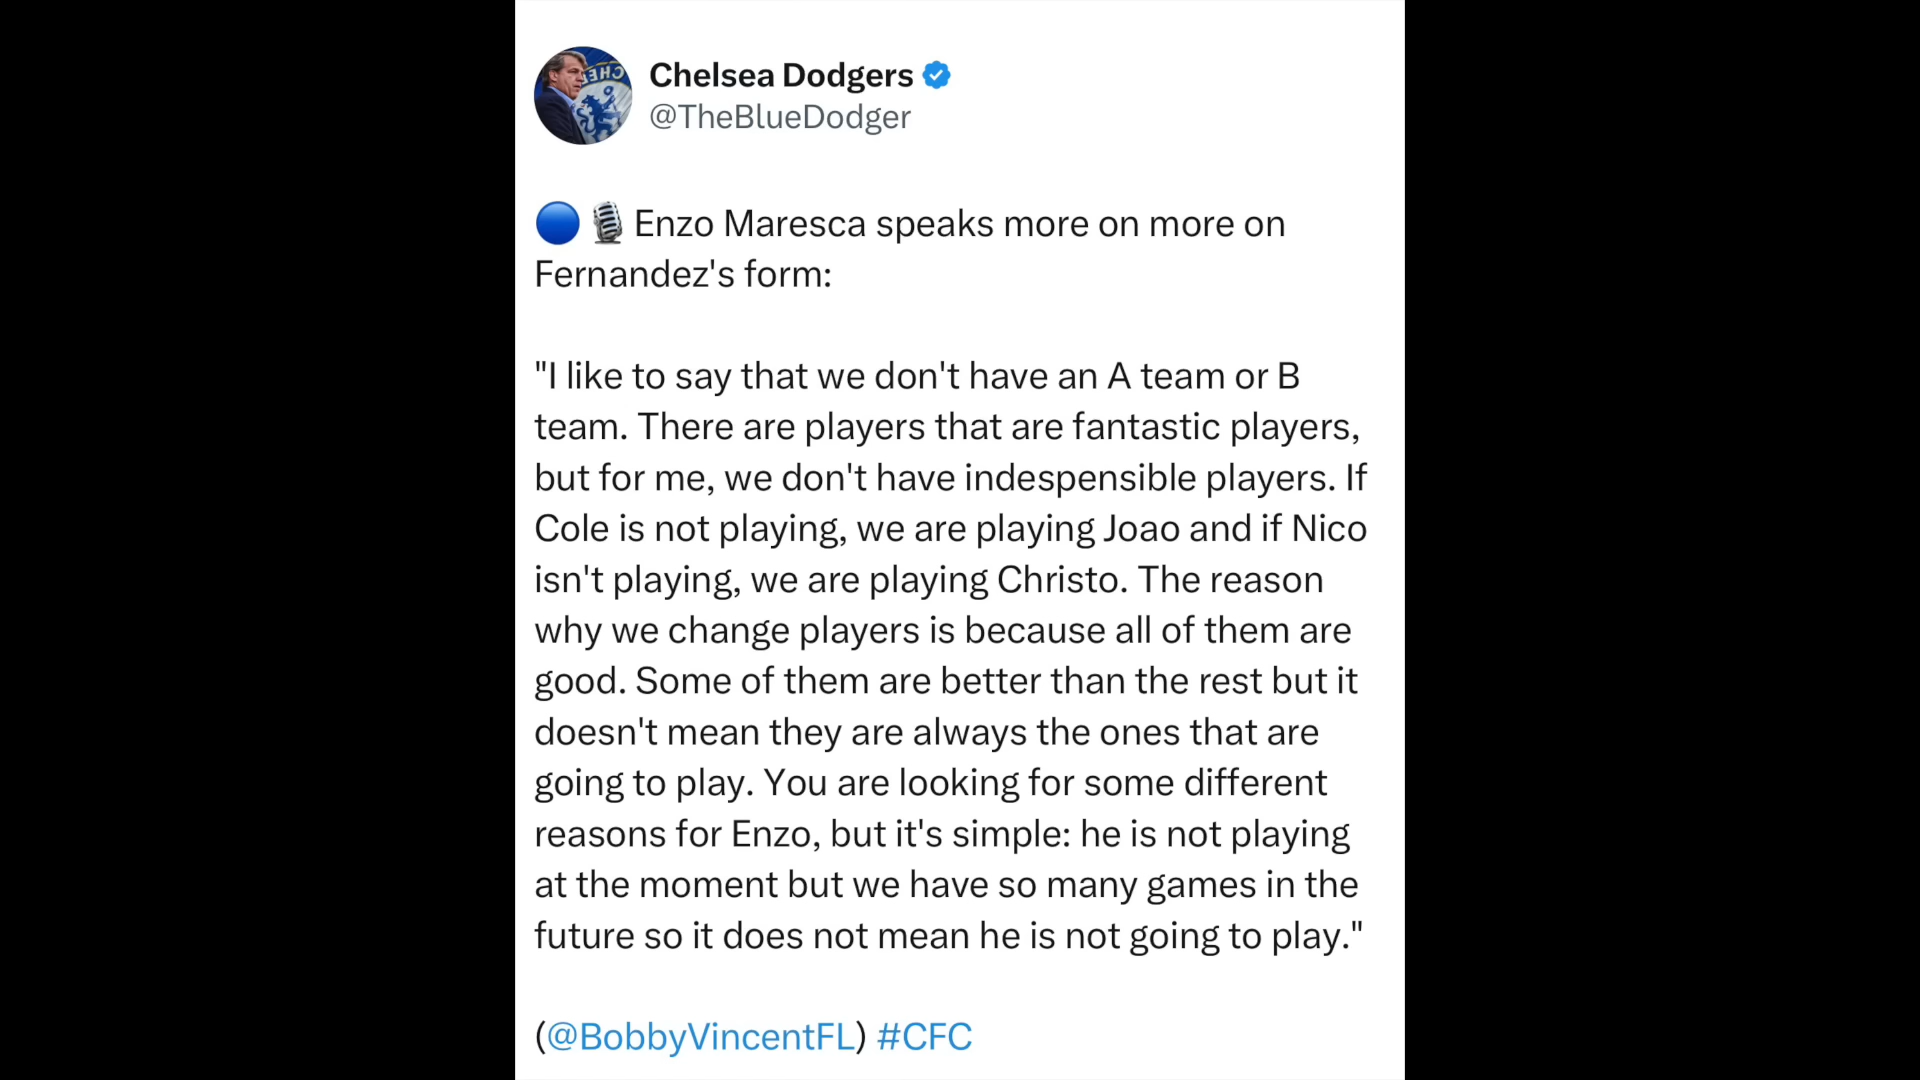 Chelsea Dodgers
@TheBlueDodger
🔵🎙️Enzo Maresca speaks more on more on
Fernandez's form:
"I like to say that we don't have an A team or B
team. There are players that are fantastic players,
but for me, we don't have indespensible players. If
Cole is not playing, we are playing Joao and if Nico
isn't playing, we are playing Christo. The reason
why we change players is because all of them are
good. Some of them are better than the rest but it
doesn't mean they are always the ones that are
going to play. You are looking for some different
reasons for Enzo, but it's simple: he is not playing
at the moment but we have so many games in the
future so it does not mean he is not going to play."
(@BobbyVincentFL) #CFC